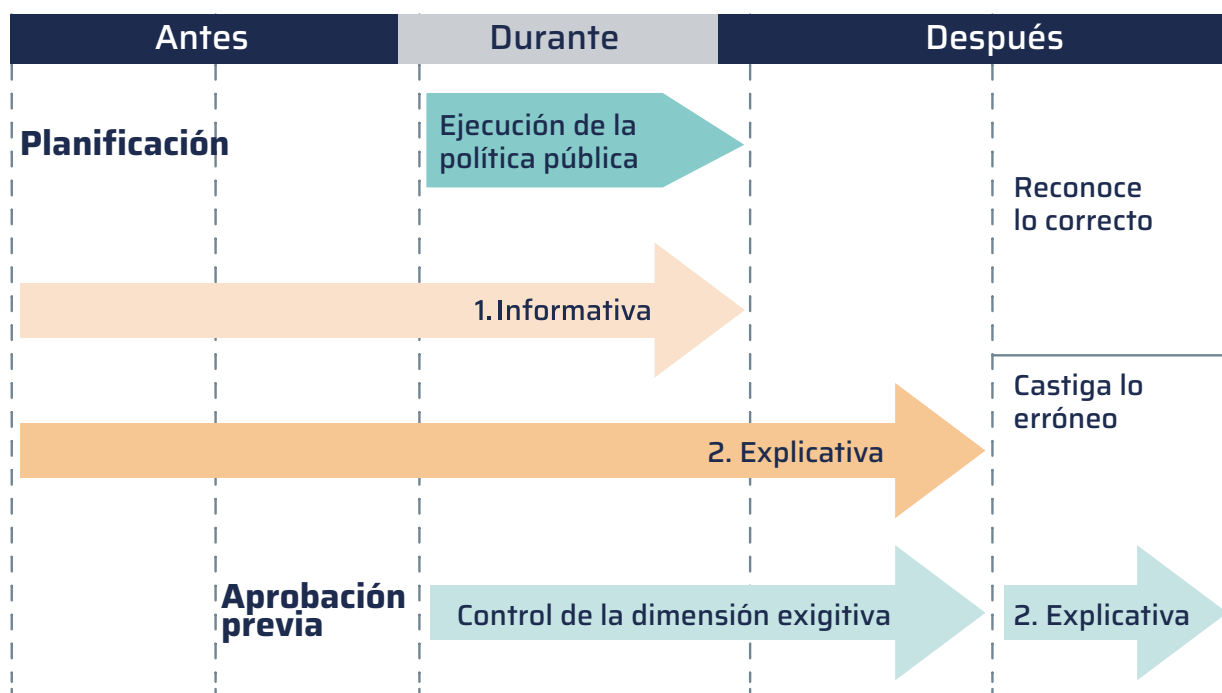 Antes
Durante
Después
Planificación
Ejecución de la
política pública
Reconoce
lo correcto
1. Informativa
Castiga lo
erróneo
2. Explicativa
Aprobación
previa
Control de la dimensión exigitiva
2. Explicativa